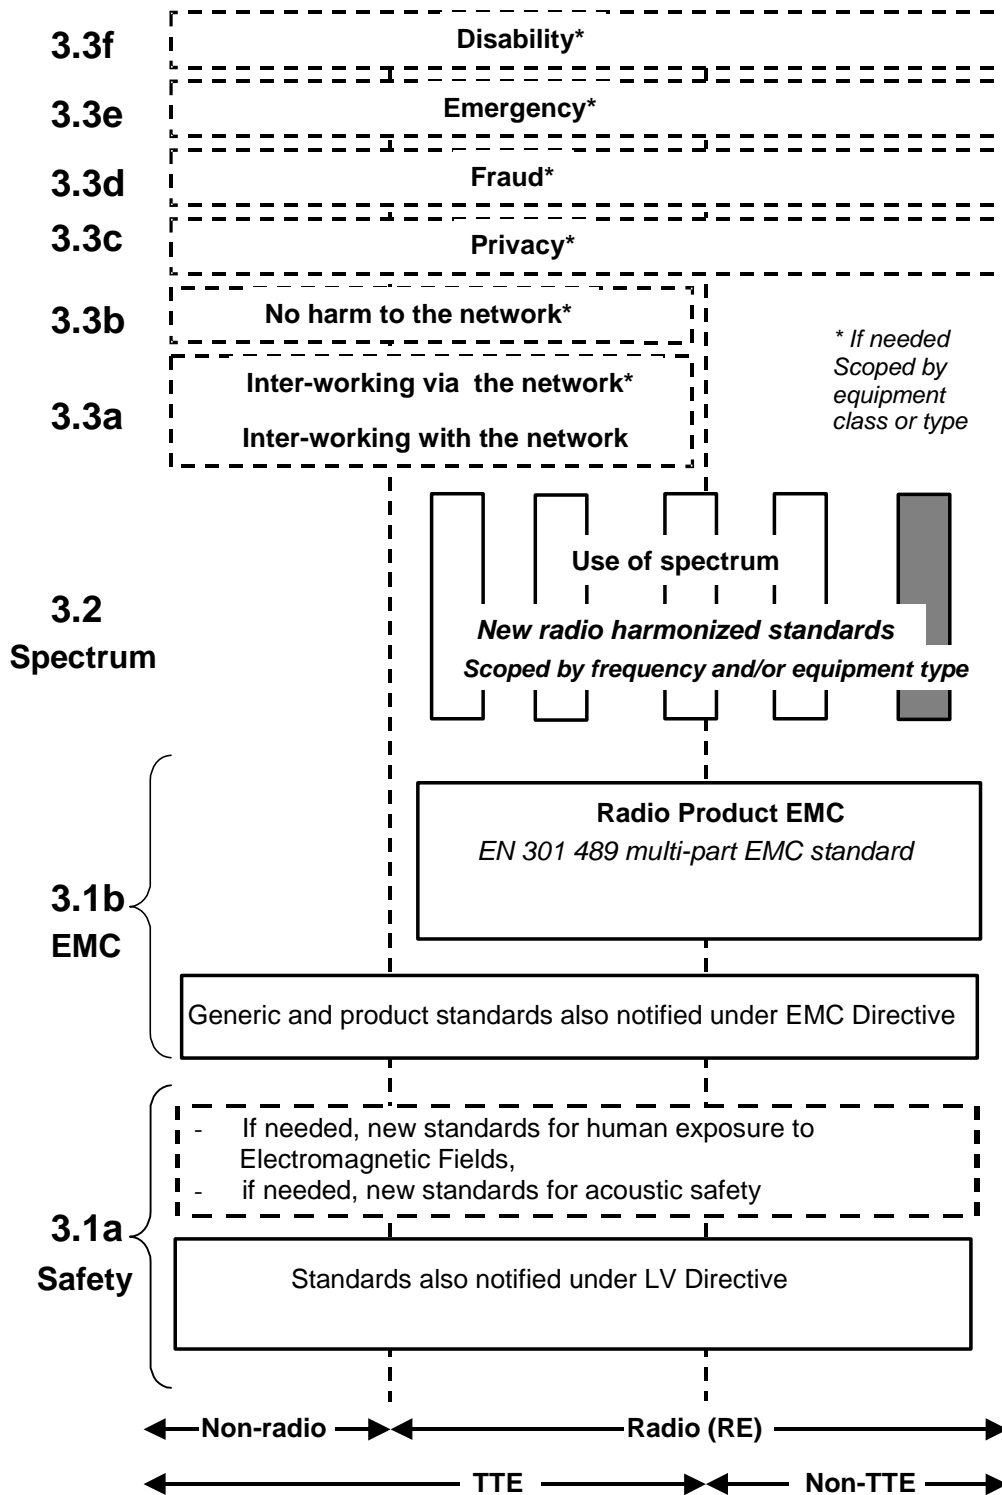 3.3f
Disability*
3.3e
Emergency*
3.3d
Fraud*
3.3c
Privacy*
3.3b
No harm to the network*
3.3a
Inter-working via the network*
Inter-working with the network
* If needed
Scoped by
equipment
class or type
3.2
Spectrum
Use of spectrum
New radio harmonized standards
Scoped by frequency and/or equipment type
3.1b
EMC
Radio Product EMC
EN 301 489 multi-part EMC standard
Generic and product standards also notified under EMC Directive
3.1a
Safety
- If needed, new standards for human exposure to
Electromagnetic Fields,
- if needed, new standards for acoustic safety
Standards also notified under LV Directive
Non-radio
Radio (RE)
TTE
Non-TTE